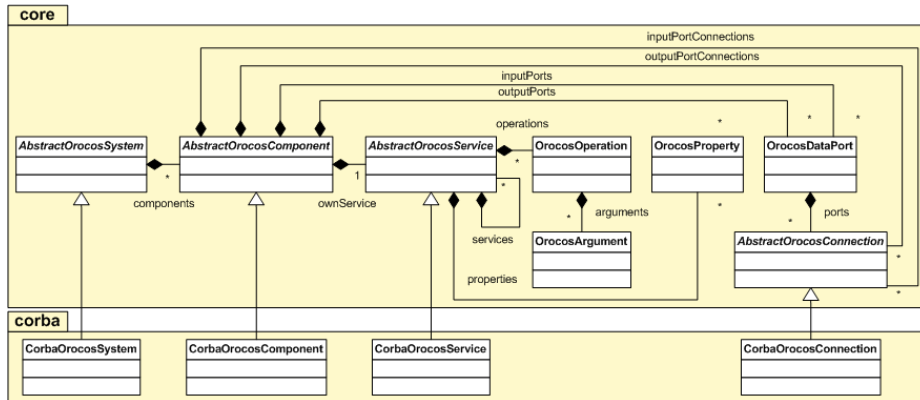 core
inputPortConnections
outputPortConnections
inputPorts
outputPorts
operations
* * *
AbstractOrocosSystem AbstractOrocosComponent AbstractOrocosService OrocosOperation OrocosProperty OrocosDataPort
* 1 * *
components ownService
* arguments * * ports
services OrocosArgument AbstractOrocosConnection
*
properties *
corba
CorbaOrocosSystem CorbaOrocosComponent CorbaOrocosService CorbaOrocosConnection